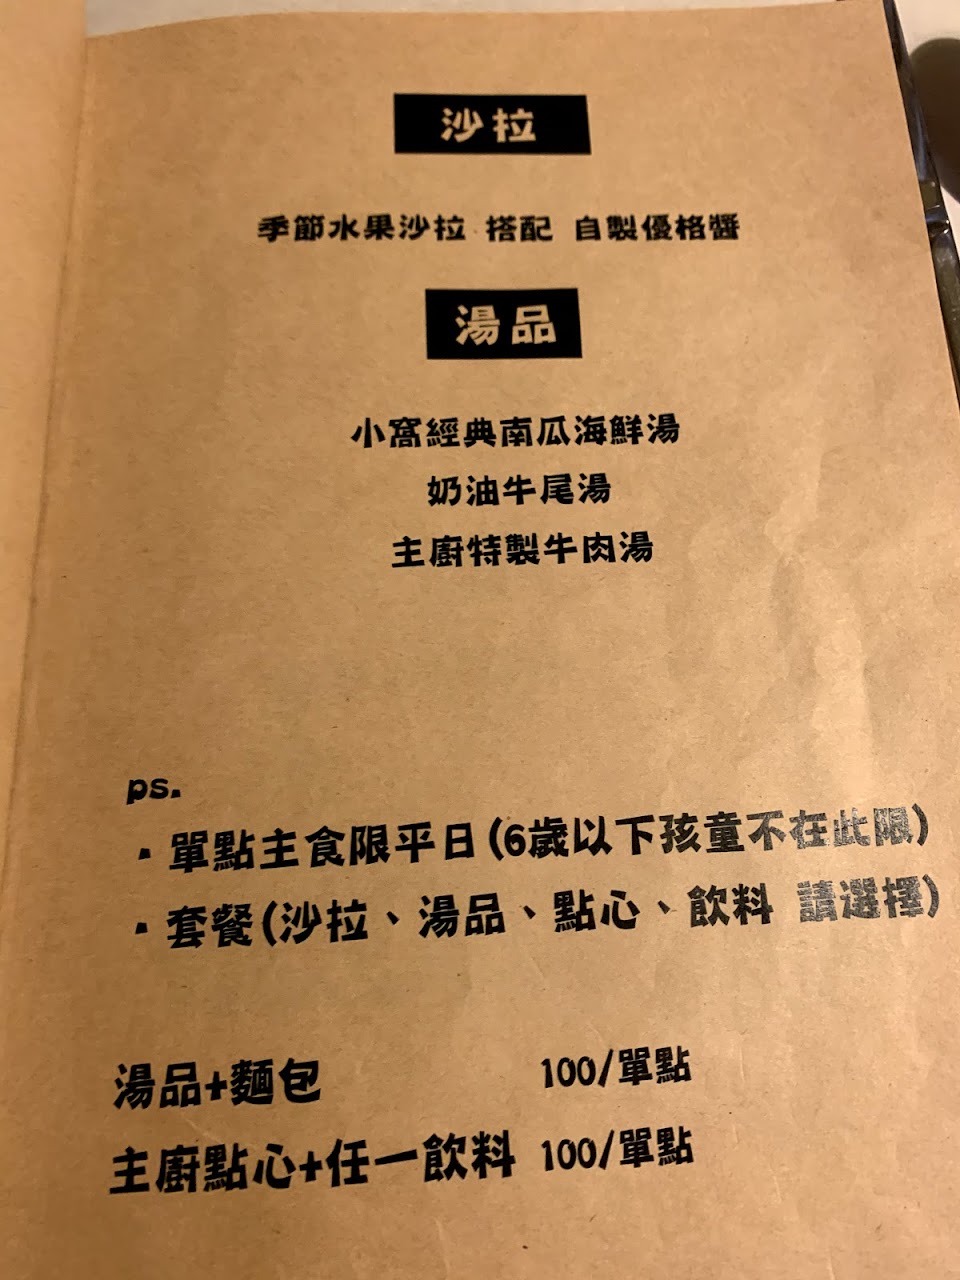 沙拉
季節水果沙拉 搭配 自製優格醬
湯品
小窩經典南瓜海鮮湯
奶油牛尾湯
主廚特製牛肉湯
ps.
·單點主食限平日(6歲以下孩童不在此限)
·套餐(沙拉、湯品、點心、飲料 請選擇)
湯品+麵包 100/單點
主廚點心+任一飲料 100/單點